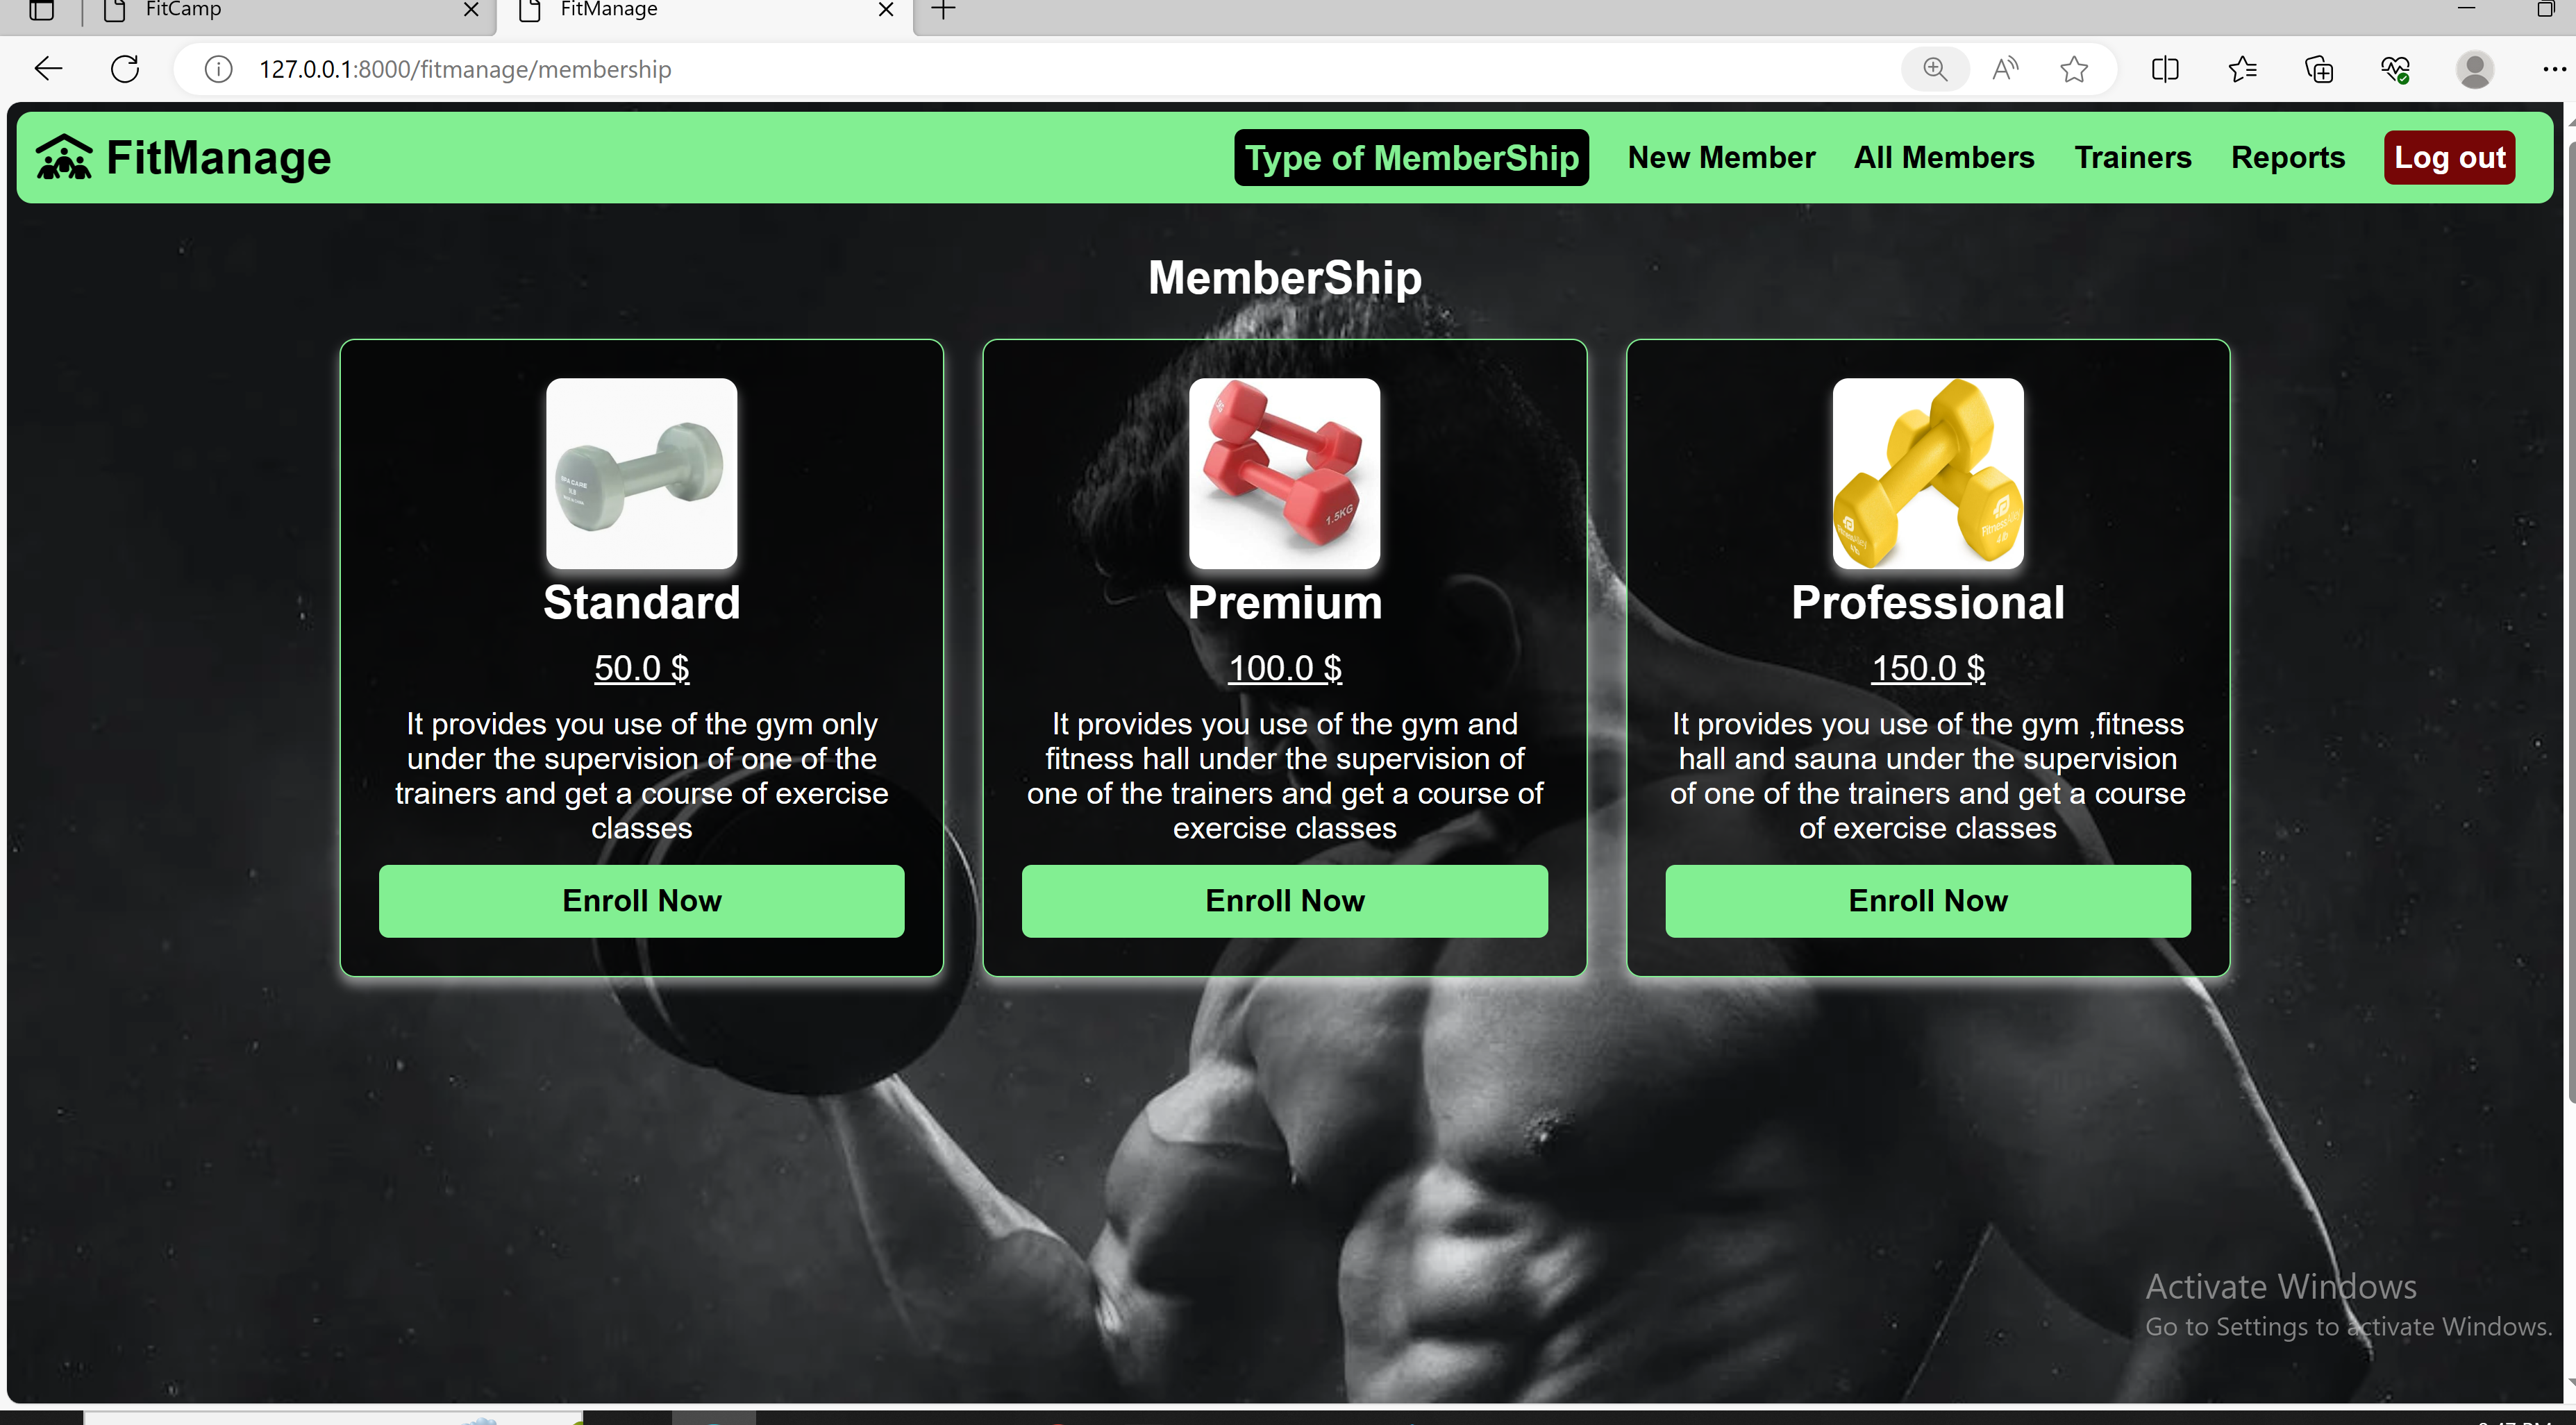 FitCamp
FitManage
127.0.0.1:8000/fitmanage/membership
FitManage
Type of MemberShip
New Member
All Members
Trainers
Reports
Log out
MemberShip
Standard
50.0 $
It provides you use of the gym only
under the supervision of one of the
trainers and get a course of exercise
classes
Enroll Now
1.5KG
Premium
100.0 $
It provides you use of the gym and
fitness hall under the supervision of
one of the trainers and get a course of
exercise classes
Enroll Now
Professional
150.0 $
It provides you use of the gym ,fitness
hall and sauna under the supervision
of one of the trainers and get a course
of exercise classes
Enroll Now
Activate Windows
Go to Settings to activate Windows.